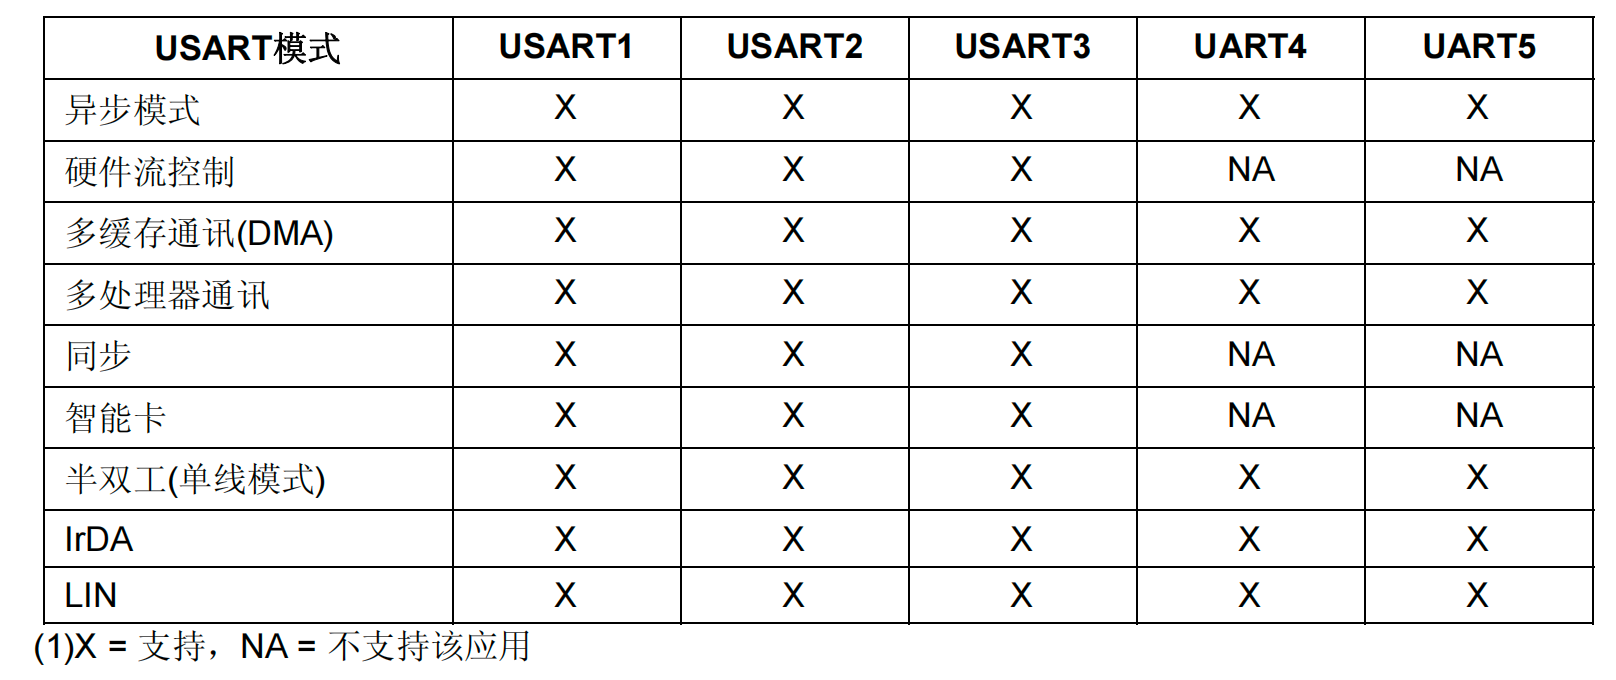 USART模式 USART1 USART2 USART3 UART4 UART5
异步模式 X X X X X
硬件流控制 X X X NA NA
多缓存通讯(DMA) X X X X X
多处理器通讯 X X X X X
同步 X X X NA NA
智能卡 X X X NA NA
半双工(单线模式) X X X X X
IrDA X X X X X
LIN X X X X X
(1)X = 支持，NA = 不支持该应用